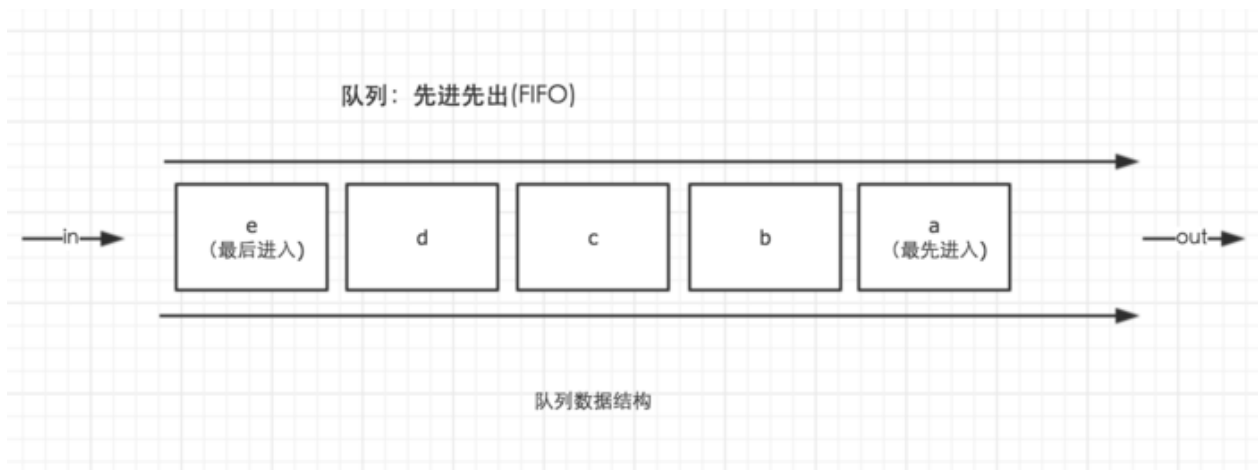 队列：先进先出(FIFO)
in
e
（最后进入）
d
c
b
a
（最先进入）
out
队列数据结构